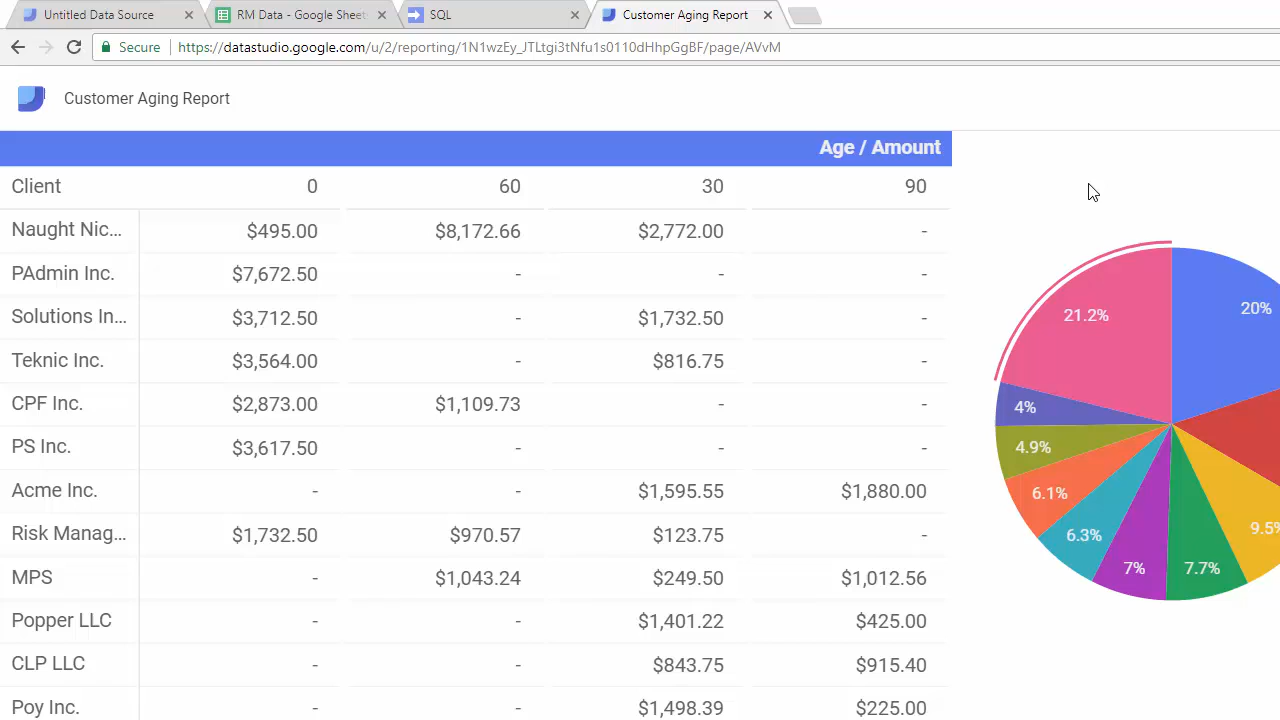 Untitled Data Source
RM Data - Google Sheet
SQL
Customer Aging Report
Secure
https://datastudio.google.com/u/2/reporting/1N1wzEy_JTLtgi3tNfu1s0110dHhpGgBF/page/AVvM
Customer Aging Report
Age / Amount
Client 0 60 30 90
Naught Nic... $495.00 $8,172.66 $2,772.00 -
PAdmin Inc. $7,672.50 - - -
Solutions In... $3,712.50 - $1,732.50 -
Teknic Inc. $3,564.00 - $816.75 -
CPF Inc. $2,873.00 $1,109.73 - -
PS Inc. $3,617.50 - - -
Acme Inc. - - $1,595.55 $1,880.00
Risk Manag... $1,732.50 $970.57 $123.75 -
MPS - $1,043.24 $249.50 $1,012.56
Popper LLC - - $1,401.22 $425.00
CLP LLC - - $843.75 $915.40
Poy Inc. - - $1,498.39 $225.00
20%
21.2%
4%
4.9%
6.1%
6.3%
7%
7.7%
9.5%